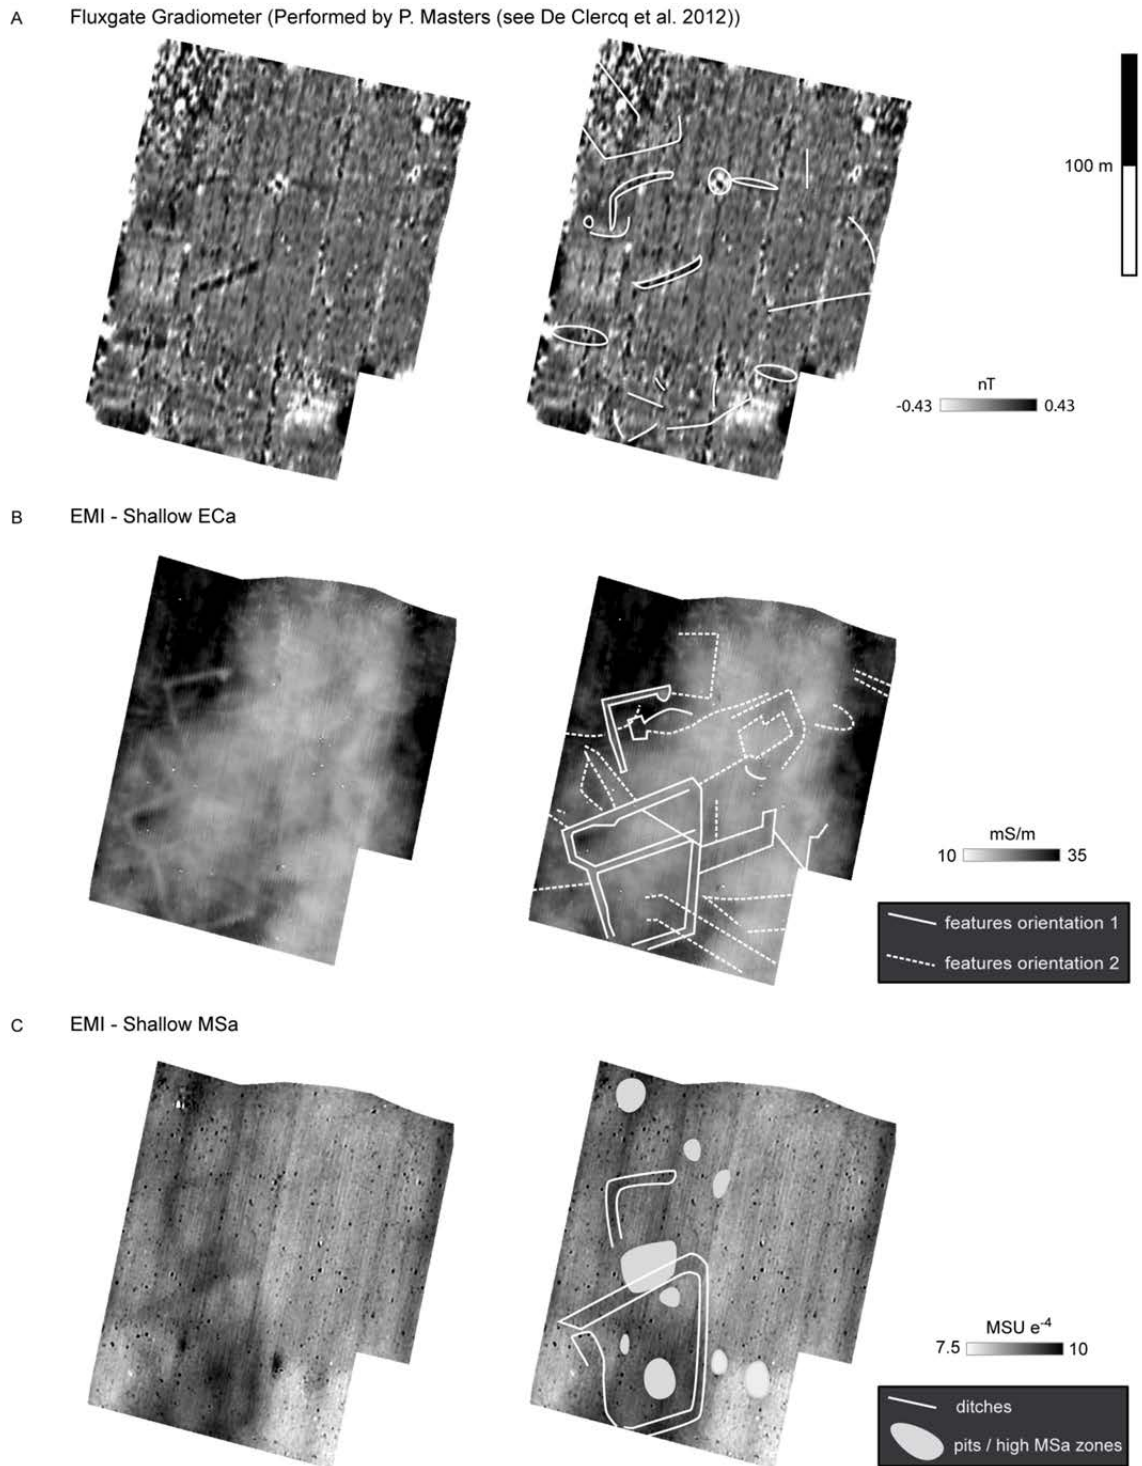 A Fluxgate Gradiometer (Performed by P. Masters (see De Clercq et al. 2012))
100 m
nT
-0.43 0.43
B EMI - Shallow ECa
mS/m
10 35
features orientation 1
features orientation 2
C EMI - Shallow MSa
MSU e⁻⁴
7.5 10
ditches
pits / high MSa zones